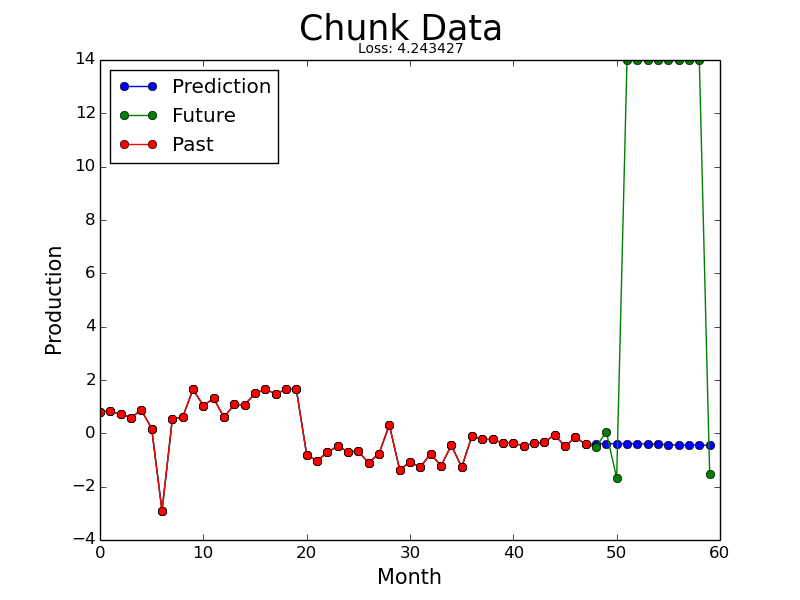 Chunk Data
Loss: 4.243427
Prediction
Future
Past
14
12
10
8
6
4
2
0
−2
−4
Production
0 10 20 30 40 50 60
Month